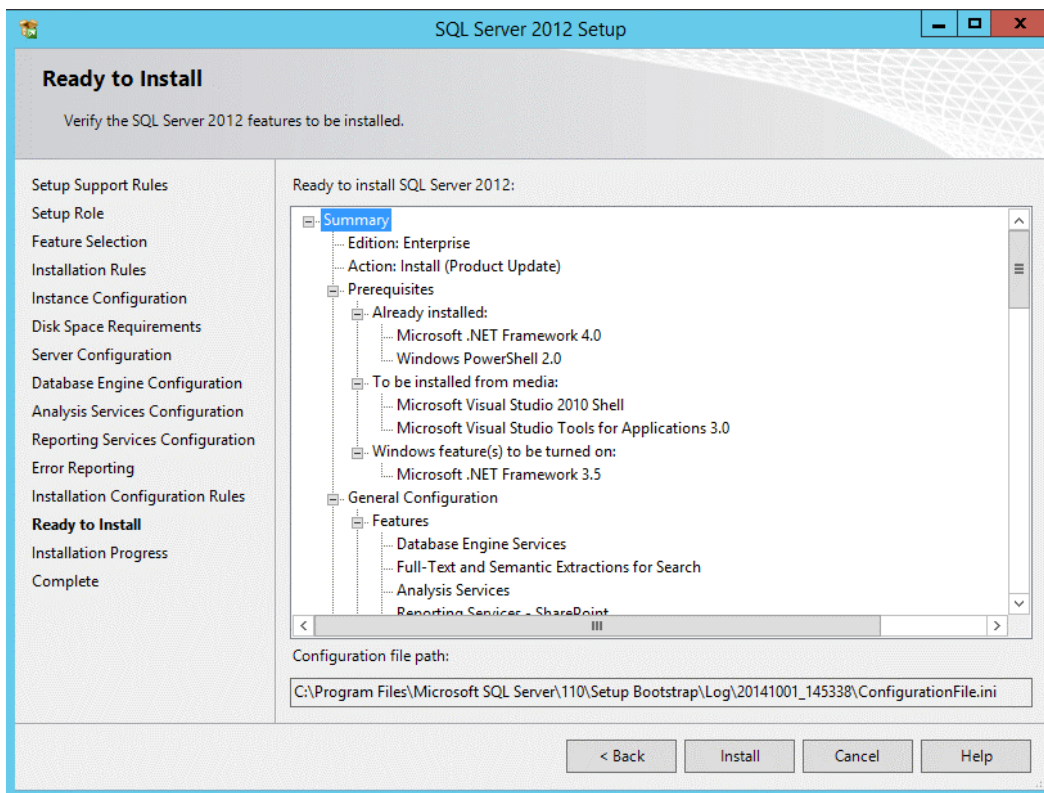 SQL Server 2012 Setup
Ready to Install
Verify the SQL Server 2012 features to be installed.
Setup Support Rules
Setup Role
Feature Selection
Installation Rules
Instance Configuration
Disk Space Requirements
Server Configuration
Database Engine Configuration
Analysis Services Configuration
Reporting Services Configuration
Error Reporting
Installation Configuration Rules
Ready to Install
Installation Progress
Complete
Ready to install SQL Server 2012:
Summary
Edition: Enterprise
Action: Install (Product Update)
Prerequisites
Already installed:
Microsoft .NET Framework 4.0
Windows PowerShell 2.0
To be installed from media:
Microsoft Visual Studio 2010 Shell
Microsoft Visual Studio Tools for Applications 3.0
Windows feature(s) to be turned on:
Microsoft .NET Framework 3.5
General Configuration
Features
Database Engine Services
Full-Text and Semantic Extractions for Search
Analysis Services
Reporting Services - SharePoint
Configuration file path:
C:\Program Files\Microsoft SQL Server\110\Setup Bootstrap\Log\20141001_145338\ConfigurationFile.ini
< Back
Install
Cancel
Help